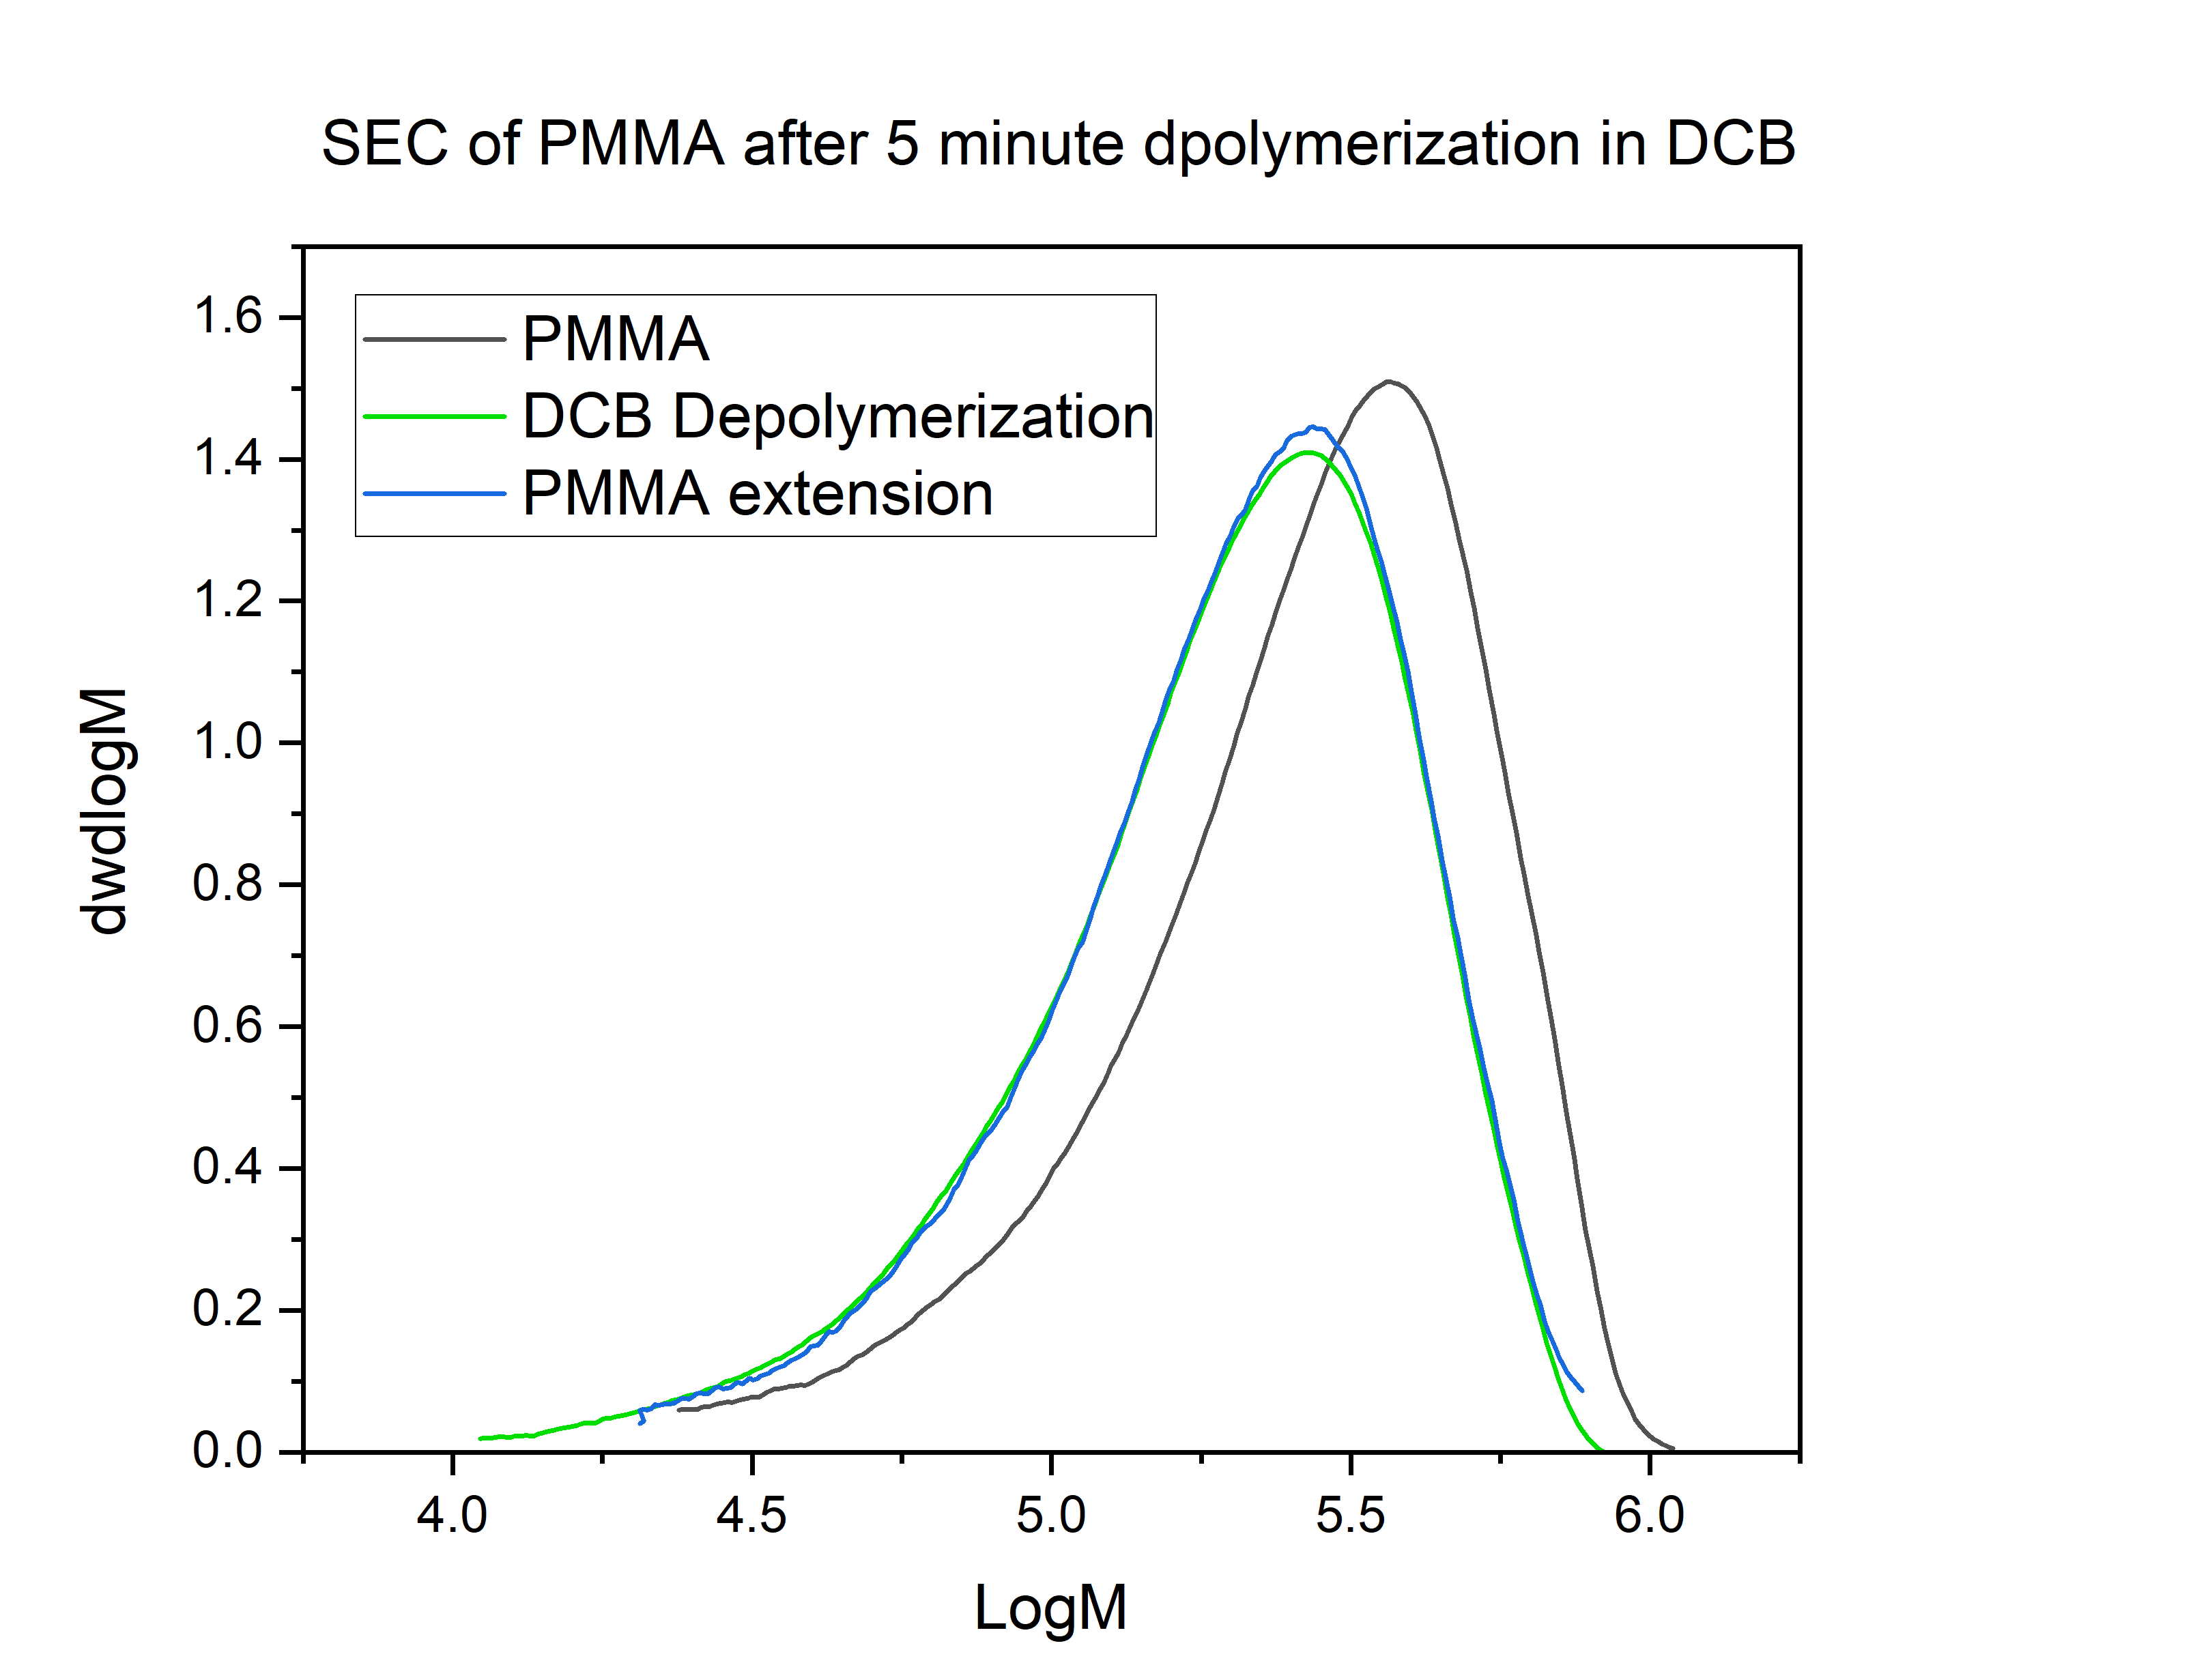 SEC of PMMA after 5 minute dpolymerization in DCB
PMMA
DCB Depolymerization
PMMA extension
1.6
1.4
1.2
1.0
0.8
0.6
0.4
0.2
0.0
dwdlogM
4.0 4.5 5.0 5.5 6.0
LogM